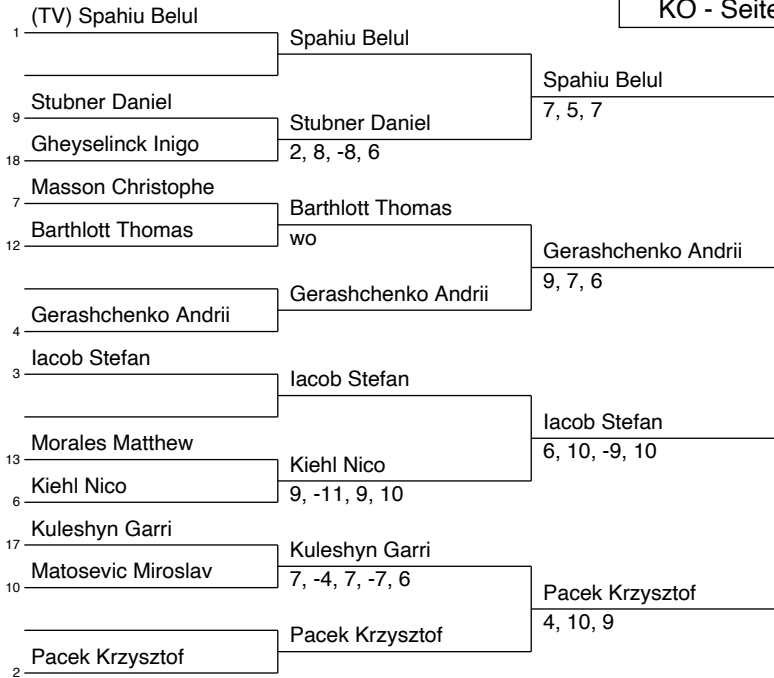 KO - Seite
(TV) Spahiu Belul
1
Spahiu Belul
Spahiu Belul
7, 5, 7
Stubner Daniel
9
Stubner Daniel
2, 8, -8, 6
Gheyselinck Inigo
18
Masson Christophe
7
Barthlott Thomas
wo
Barthlott Thomas
12
Gerashchenko Andrii
9, 7, 6
Gerashchenko Andrii
Gerashchenko Andrii
4
Iacob Stefan
3
Iacob Stefan
Iacob Stefan
6, 10, -9, 10
Morales Matthew
13
Kiehl Nico
9, -11, 9, 10
Kiehl Nico
6
Kuleshyn Garri
17
Kuleshyn Garri
7, -4, 7, -7, 6
Matosevic Miroslav
10
Pacek Krzysztof
4, 10, 9
Pacek Krzysztof
Pacek Krzysztof
2